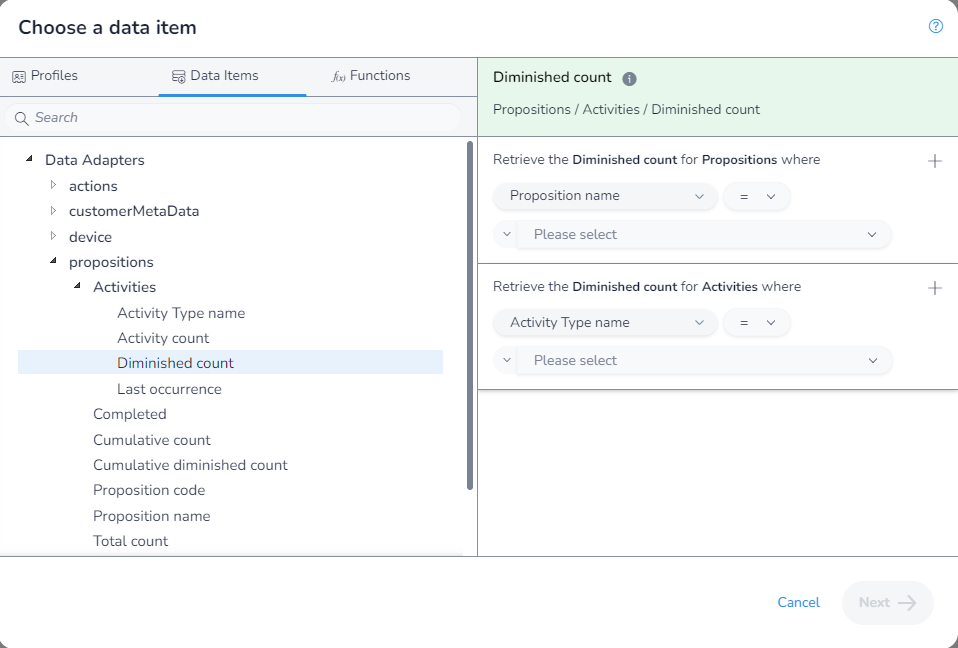 Choose a data item
?
Profiles
Data Items
f(x) Functions
Search
Data Adapters
actions
customerMetaData
device
propositions
Activities
Activity Type name
Activity count
Diminished count
Last occurrence
Completed
Cumulative count
Cumulative diminished count
Proposition code
Proposition name
Total count
Diminished count i
Propositions / Activities / Diminished count
Retrieve the Diminished count for Propositions where
Proposition name
=
Please select
Retrieve the Diminished count for Activities where
Activity Type name
=
Please select
Cancel
Next